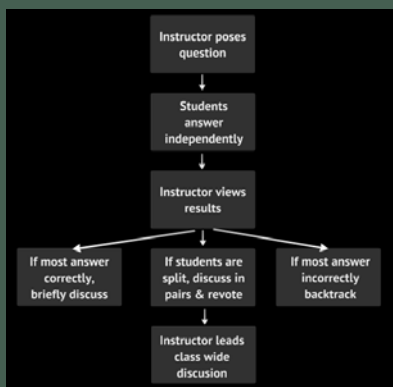 Instructor poses
question
Students
answer
independently
Instructor views
results
If most answer
correctly,
briefly discuss
If students are
split, discuss in
pairs & revote
If most answer
incorrectly
backtrack
Instructor leads
class wide
discusion